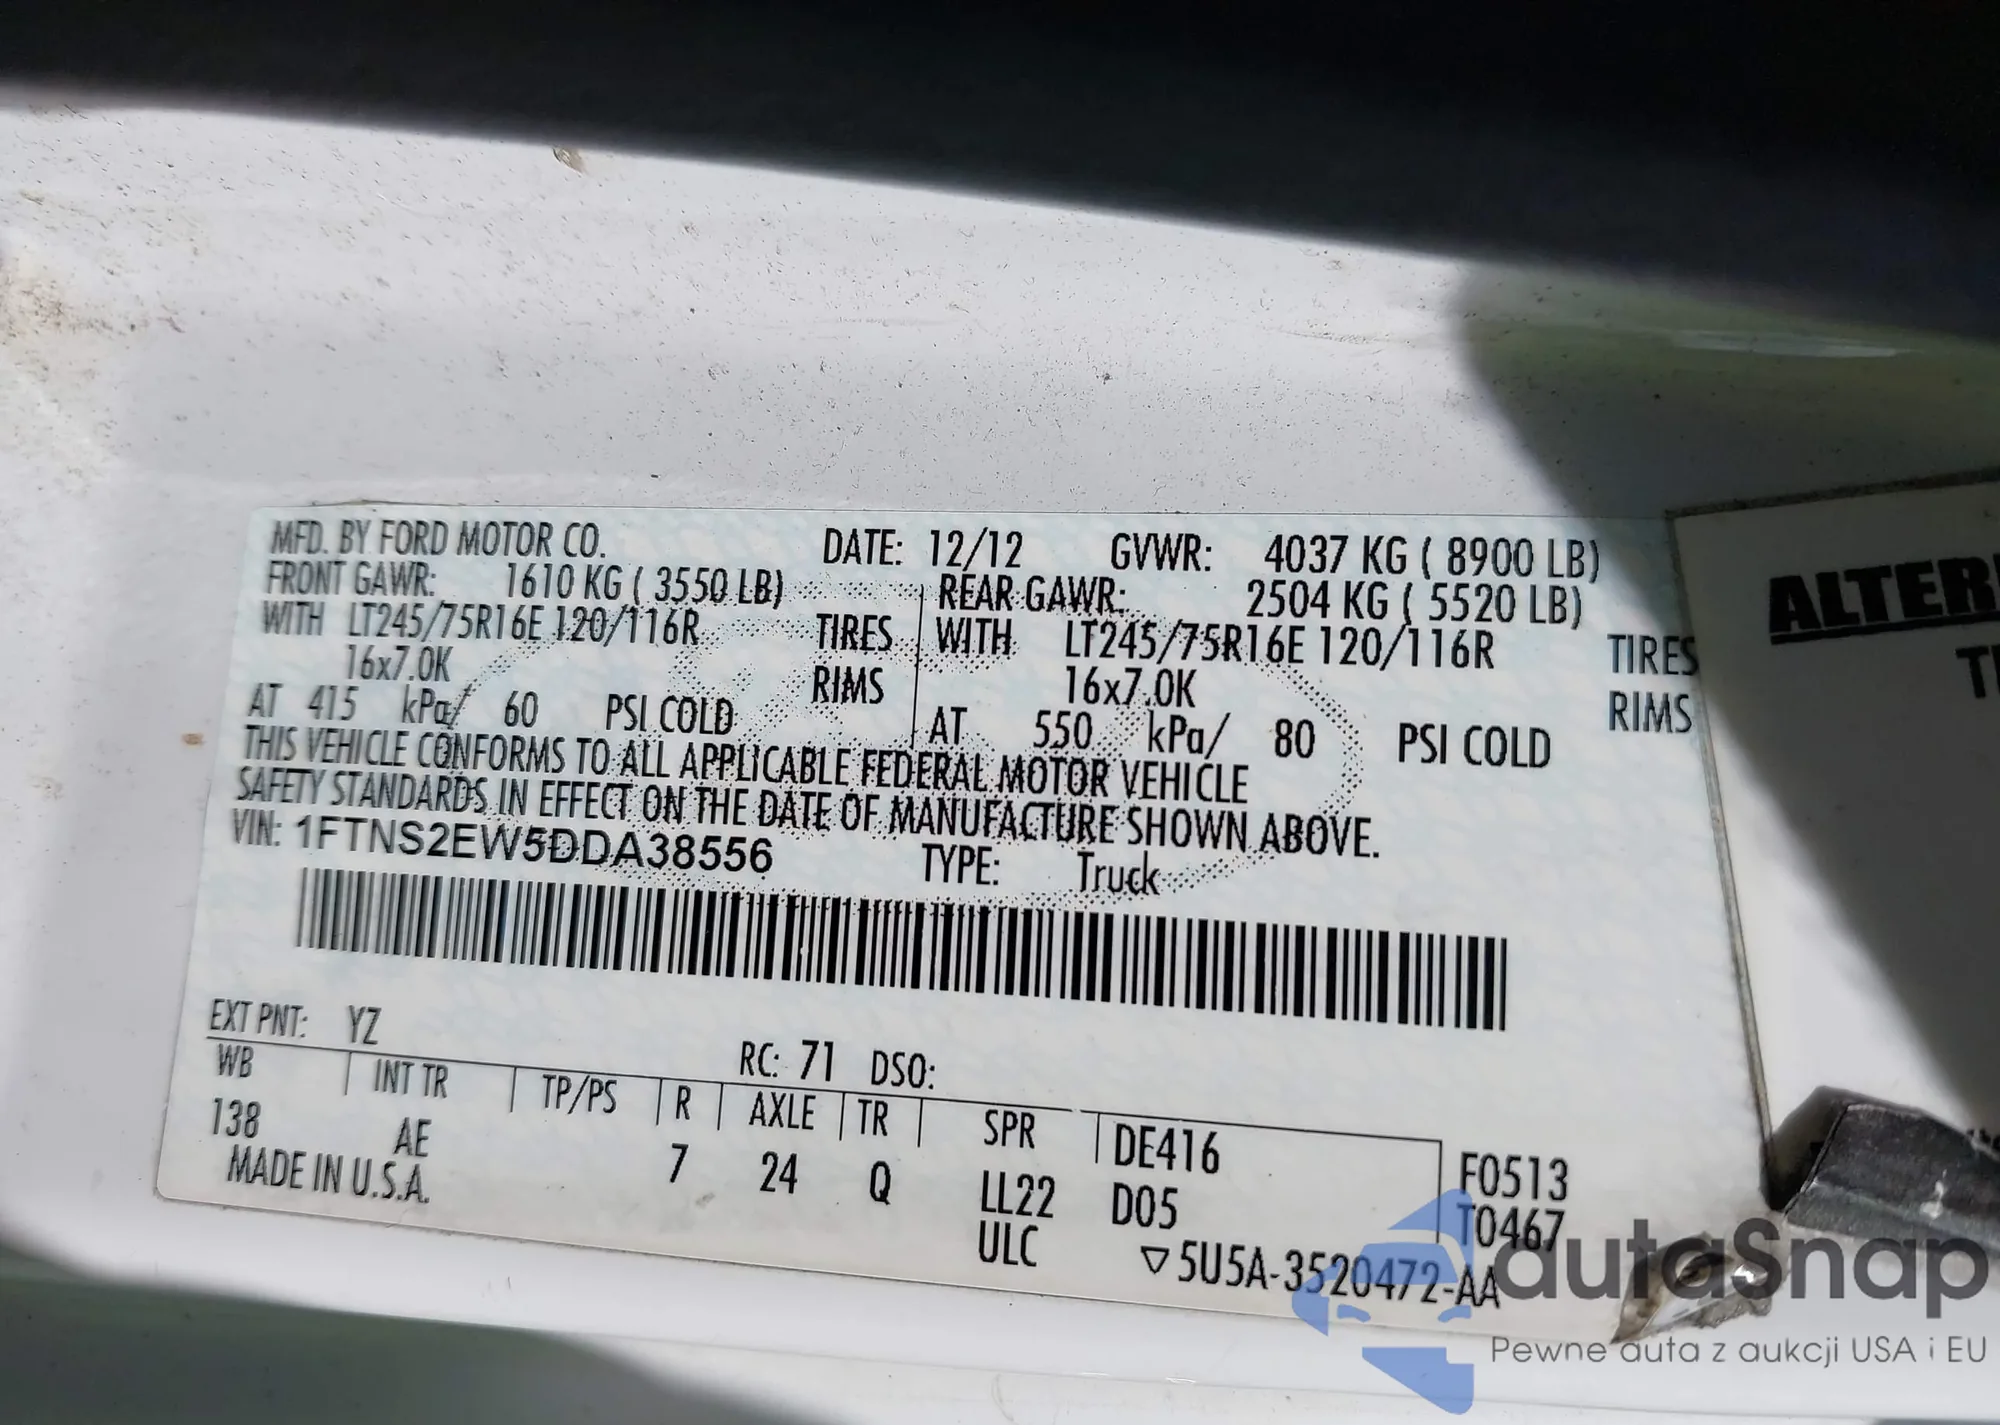 MFD. BY FORD MOTOR CO. DATE: 12/12 GVWR: 4037 KG ( 8900 LB)
FRONT GAWR: 1610 KG ( 3550 LB) REAR GAWR: 2504 KG ( 5520 LB)
WITH LT245/75R16E 120/116R TIRES WITH LT245/75R16E 120/116R TIRES
16x7.0K RIMS 16x7.0K RIMS
AT 415 kPa/ 60 PSI COLD AT 550 kPa/ 80 PSI COLD
THIS VEHICLE CONFORMS TO ALL APPLICABLE FEDERAL MOTOR VEHICLE
SAFETY STANDARDS IN EFFECT ON THE DATE OF MANUFACTURE SHOWN ABOVE.
VIN: 1FTNS2EW5DDA38556 TYPE: Truck
EXT PNT: YZ RC: 71 DSO:
WB INT TR TP/PS R AXLE TR SPR DE416 F0513
138 AE 7 24 Q LL22 D05 T0467
MADE IN U.S.A. ULC ▽5U5A-3520472-AA
ALTER
autaSnap
Pewne auta z aukcji USA i EU